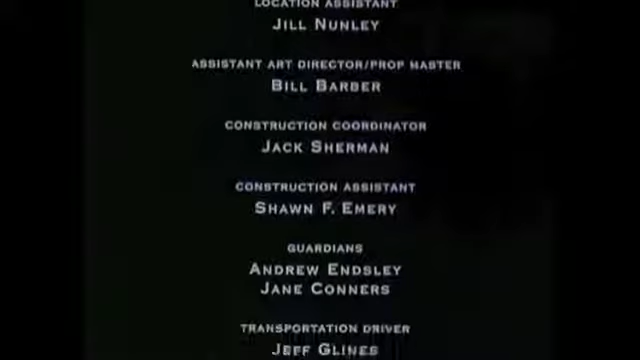 LOCATION ASSISTANT
JILL NUNLEY
ASSISTANT ART DIRECTOR/PROP MASTER
BILL BARBER
CONSTRUCTION COORDINATOR
JACK SHERMAN
CONSTRUCTION ASSISTANT
SHAWN F. EMERY
GUARDIANS
ANDREW ENDSLEY
JANE CONNERS
TRANSPORTATION DRIVER
JEFF GLINES